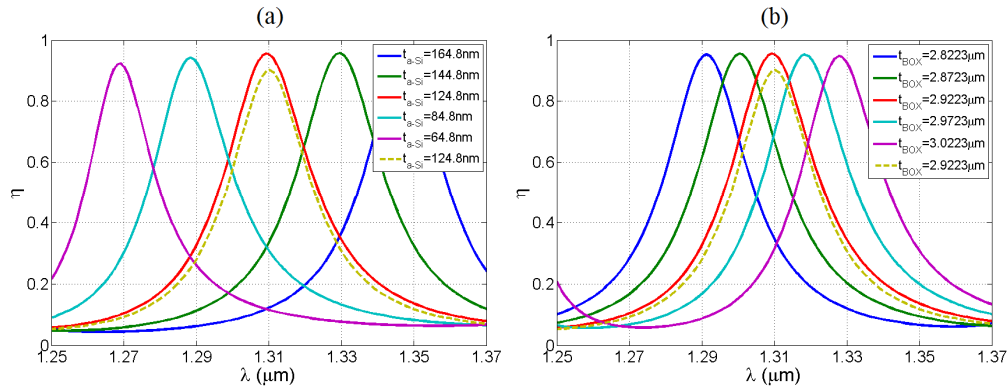 (a)
1
0.8
0.6
0.4
0.2
0
η
1.25
1.27
1.29
1.31
1.33
1.35
1.37
λ (μm)
t_a-Si=164.8nm
t_a-Si=144.8nm
t_a-Si=124.8nm
t_a-Si=84.8nm
t_a-Si=64.8nm
t_a-Si=124.8nm
(b)
1
0.8
0.6
0.4
0.2
0
η
1.25
1.27
1.29
1.31
1.33
1.35
1.37
λ (μm)
t_BOX=2.8223μm
t_BOX=2.8723μm
t_BOX=2.9223μm
t_BOX=2.9723μm
t_BOX=3.0223μm
t_BOX=2.9223μm